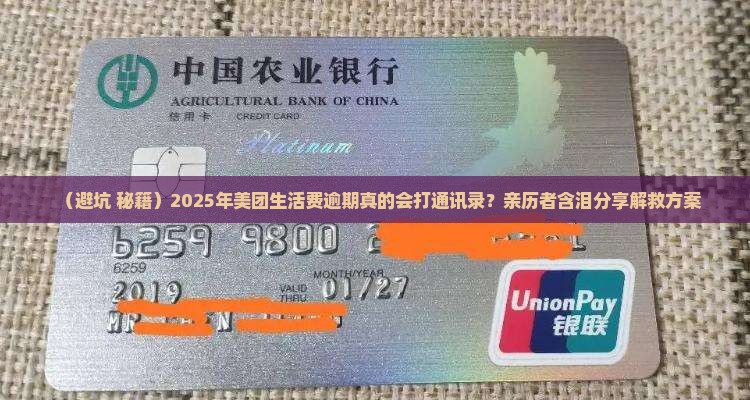 中国农业银行
AGRICULTURAL BANK OF CHINA
信用卡 CREDIT CARD
Platinum
（避坑 秘籍）2025年美团生活费逾期真的会打通讯录？亲历者含泪分享解救方案
6259 9800 2
6259
MONTH/YEAR
2019 VALID THRU 01/27
MR N
UnionPay
银联